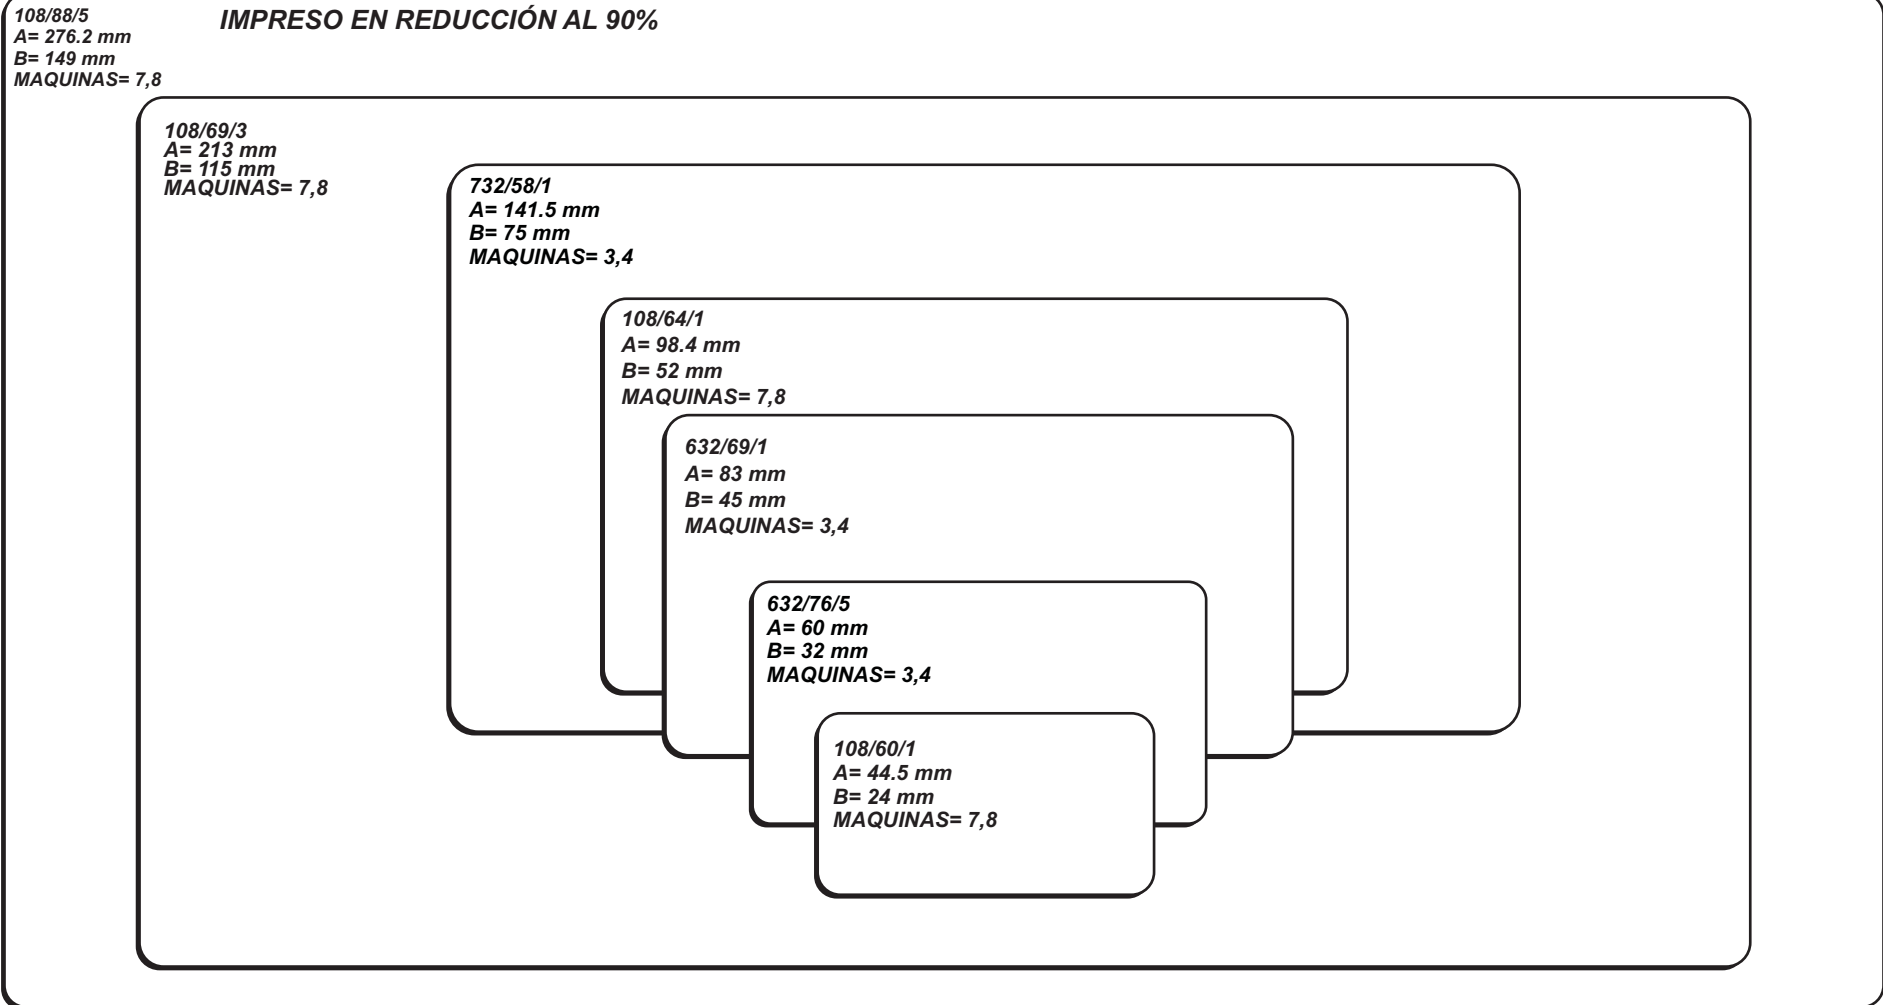 108/88/5
A= 276.2 mm
B= 149 mm
MAQUINAS= 7,8
IMPRESO EN REDUCCIÓN AL 90%
108/69/3
A= 213 mm
B= 115 mm
MAQUINAS= 7,8
732/58/1
A= 141.5 mm
B= 75 mm
MAQUINAS= 3,4
108/64/1
A= 98.4 mm
B= 52 mm
MAQUINAS= 7,8
632/69/1
A= 83 mm
B= 45 mm
MAQUINAS= 3,4
632/76/5
A= 60 mm
B= 32 mm
MAQUINAS= 3,4
108/60/1
A= 44.5 mm
B= 24 mm
MAQUINAS= 7,8